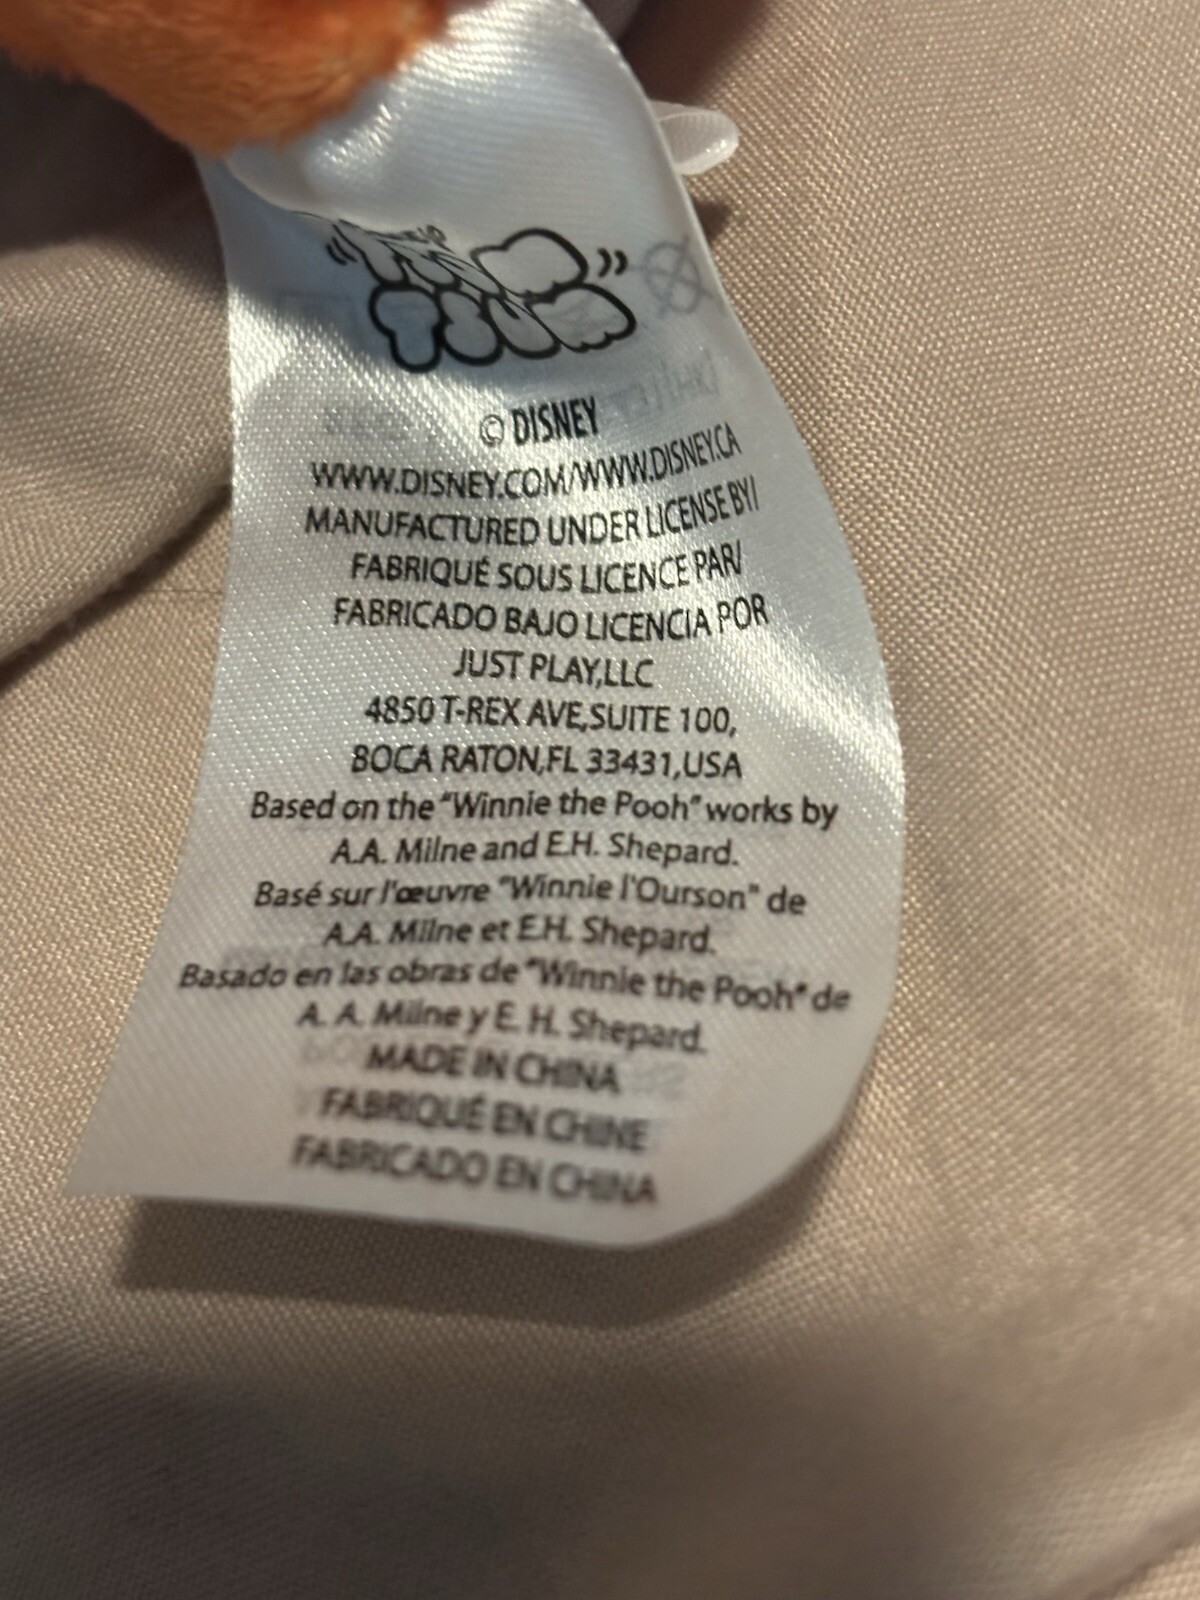 TSUM
TSUM
© DISNEY
WWW.DISNEY.COM/WWW.DISNEY.CA
MANUFACTURED UNDER LICENSE BY/
FABRIQUÉ SOUS LICENCE PAR/
FABRICADO BAJO LICENCIA POR
JUST PLAY,LLC
4850 T-REX AVE,SUITE 100,
BOCA RATON,FL 33431,USA
Based on the "Winnie the Pooh" works by
A.A. Milne and E.H. Shepard.
Basé sur l'œuvre "Winnie l'Ourson" de
A.A. Milne et E.H. Shepard.
Basado en las obras de "Winnie the Pooh" de
A. A. Milne y E. H. Shepard.
MADE IN CHINA
FABRIQUÉ EN CHINE
FABRICADO EN CHINA